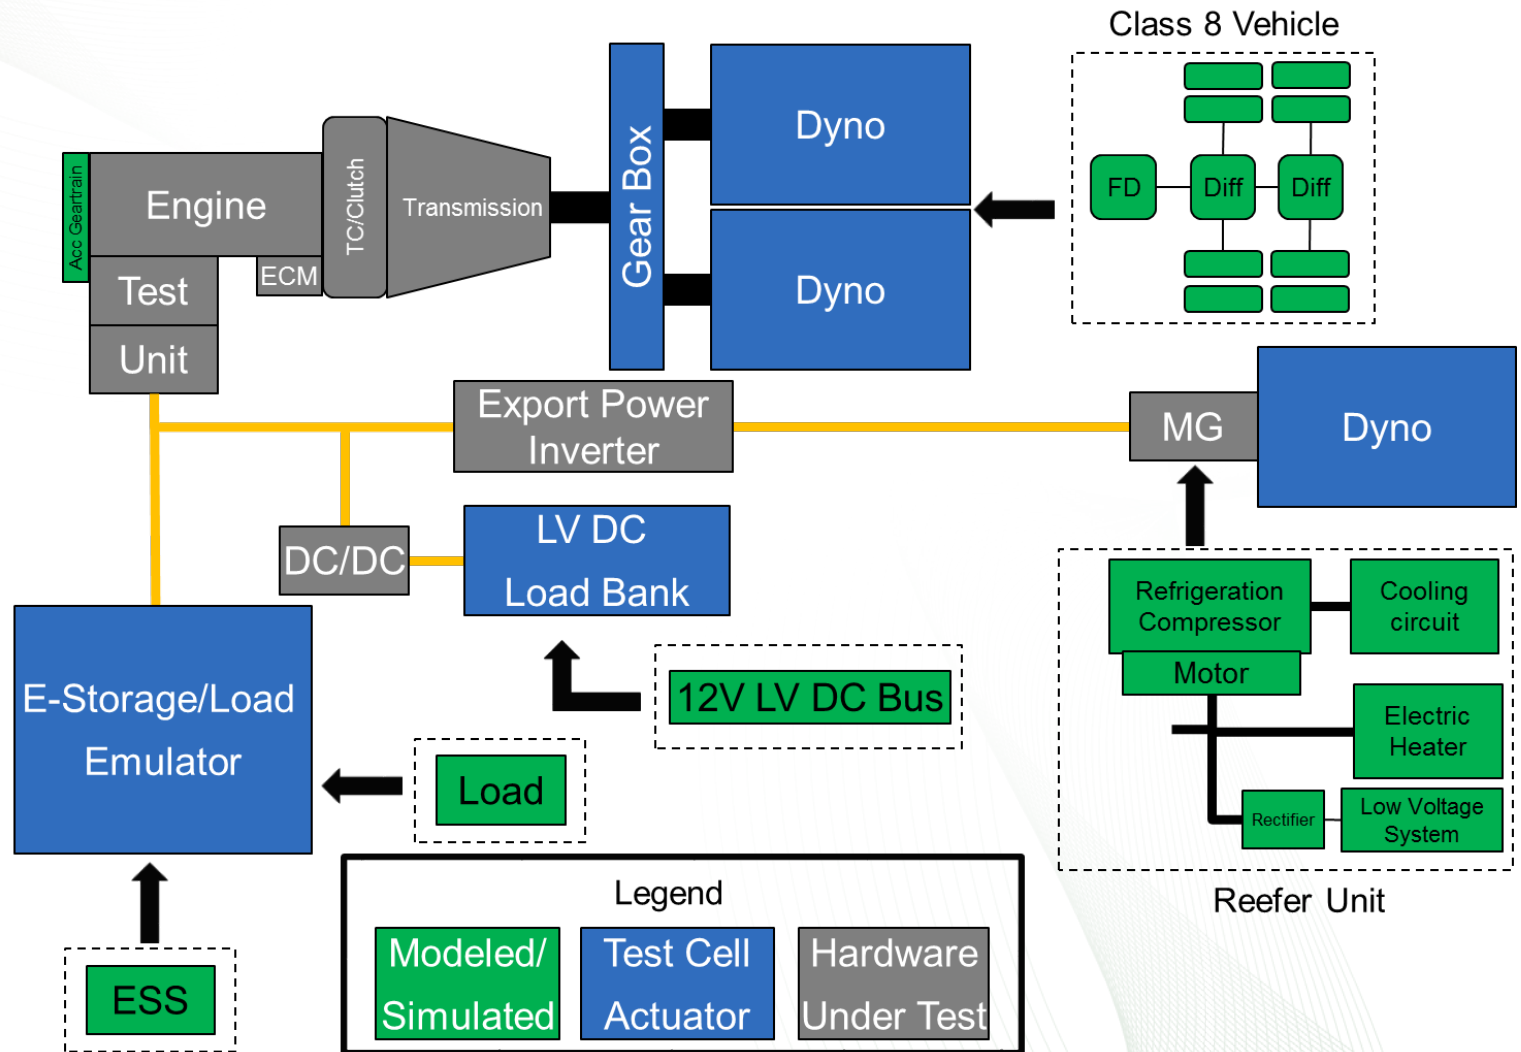 Class 8 Vehicle
Acc Geartrain
Engine
TC/Clutch
Transmission
Gear Box
Dyno
Dyno
FD
Diff
Diff
ECM
Test
Unit
Export Power
Inverter
MG
Dyno
DC/DC
LV DC
Load Bank
Refrigeration
Compressor
Cooling
circuit
Motor
12V LV DC Bus
Electric
Heater
E-Storage/Load
Emulator
Load
Rectifier
Low Voltage
System
Reefer Unit
ESS
Legend
Modeled/
Simulated
Test Cell
Actuator
Hardware
Under Test